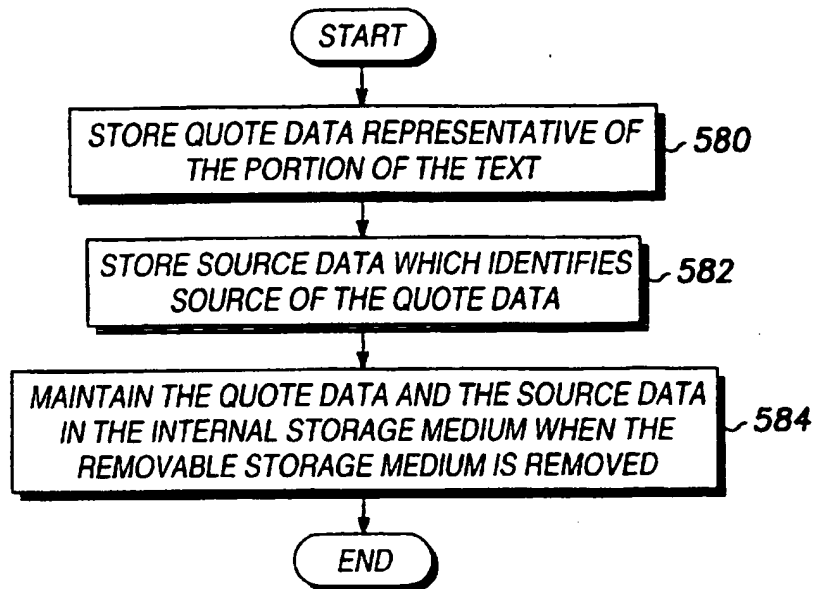 START
STORE QUOTE DATA REPRESENTATIVE OF
THE PORTION OF THE TEXT
580
STORE SOURCE DATA WHICH IDENTIFIES
SOURCE OF THE QUOTE DATA
582
MAINTAIN THE QUOTE DATA AND THE SOURCE DATA
IN THE INTERNAL STORAGE MEDIUM WHEN THE
REMOVABLE STORAGE MEDIUM IS REMOVED
584
END